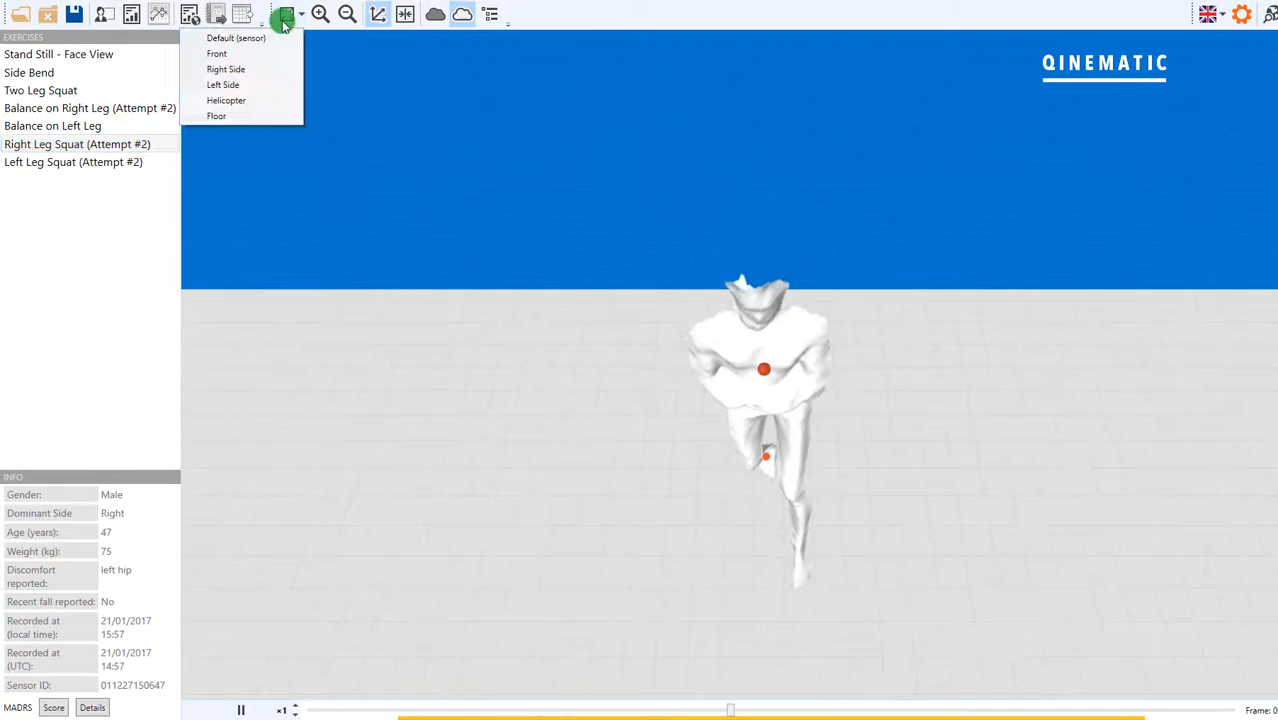 EXERCISES
Stand Still - Face View
Side Bend
Two Leg Squat
Balance on Right Leg (Attempt #2)
Balance on Left Leg
Right Leg Squat (Attempt #2)
Left Leg Squat (Attempt #2)
Default (sensor)
Front
Right Side
Left Side
Helicopter
Floor
QINEMATIC
INFO
Gender: Male
Dominant Side Right
Age (years): 47
Weight (kg): 75
Discomfort reported: left hip
Recent fall reported: No
Recorded at (local time): 21/01/2017 15:57
Recorded at (UTC): 21/01/2017 14:57
Sensor ID: 011227150647
MADRS Score Details
×1
Frame: 0